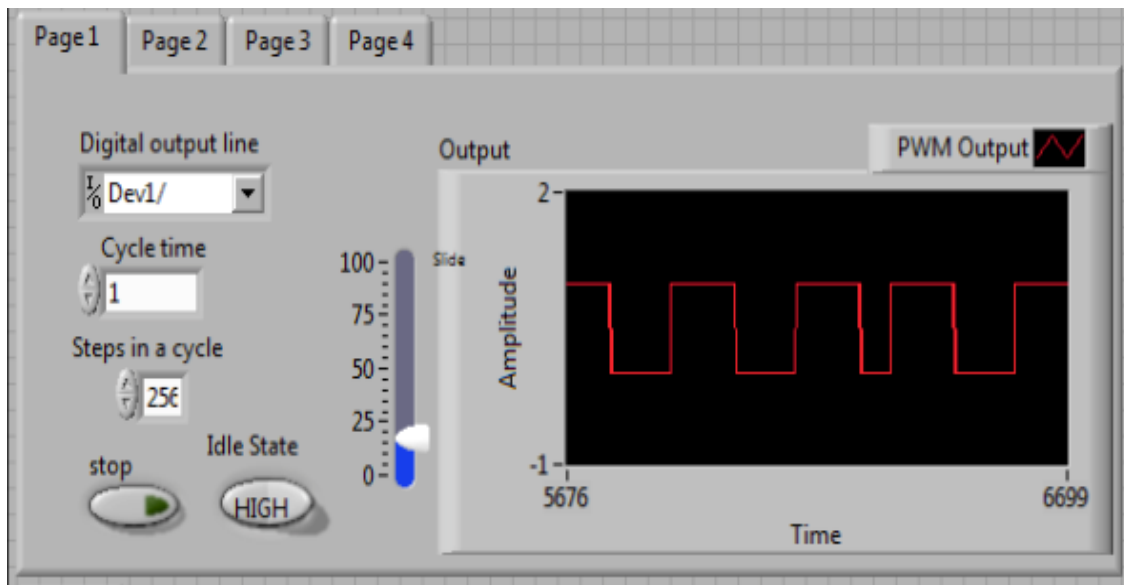 Page 1 Page 2 Page 3 Page 4
Digital output line
I/0 Dev1/
Cycle time
1
Steps in a cycle
256
stop
Idle State
HIGH
100
75
50
25
0
Slide
Output
PWM Output
2
Amplitude
-1
5676 6699
Time